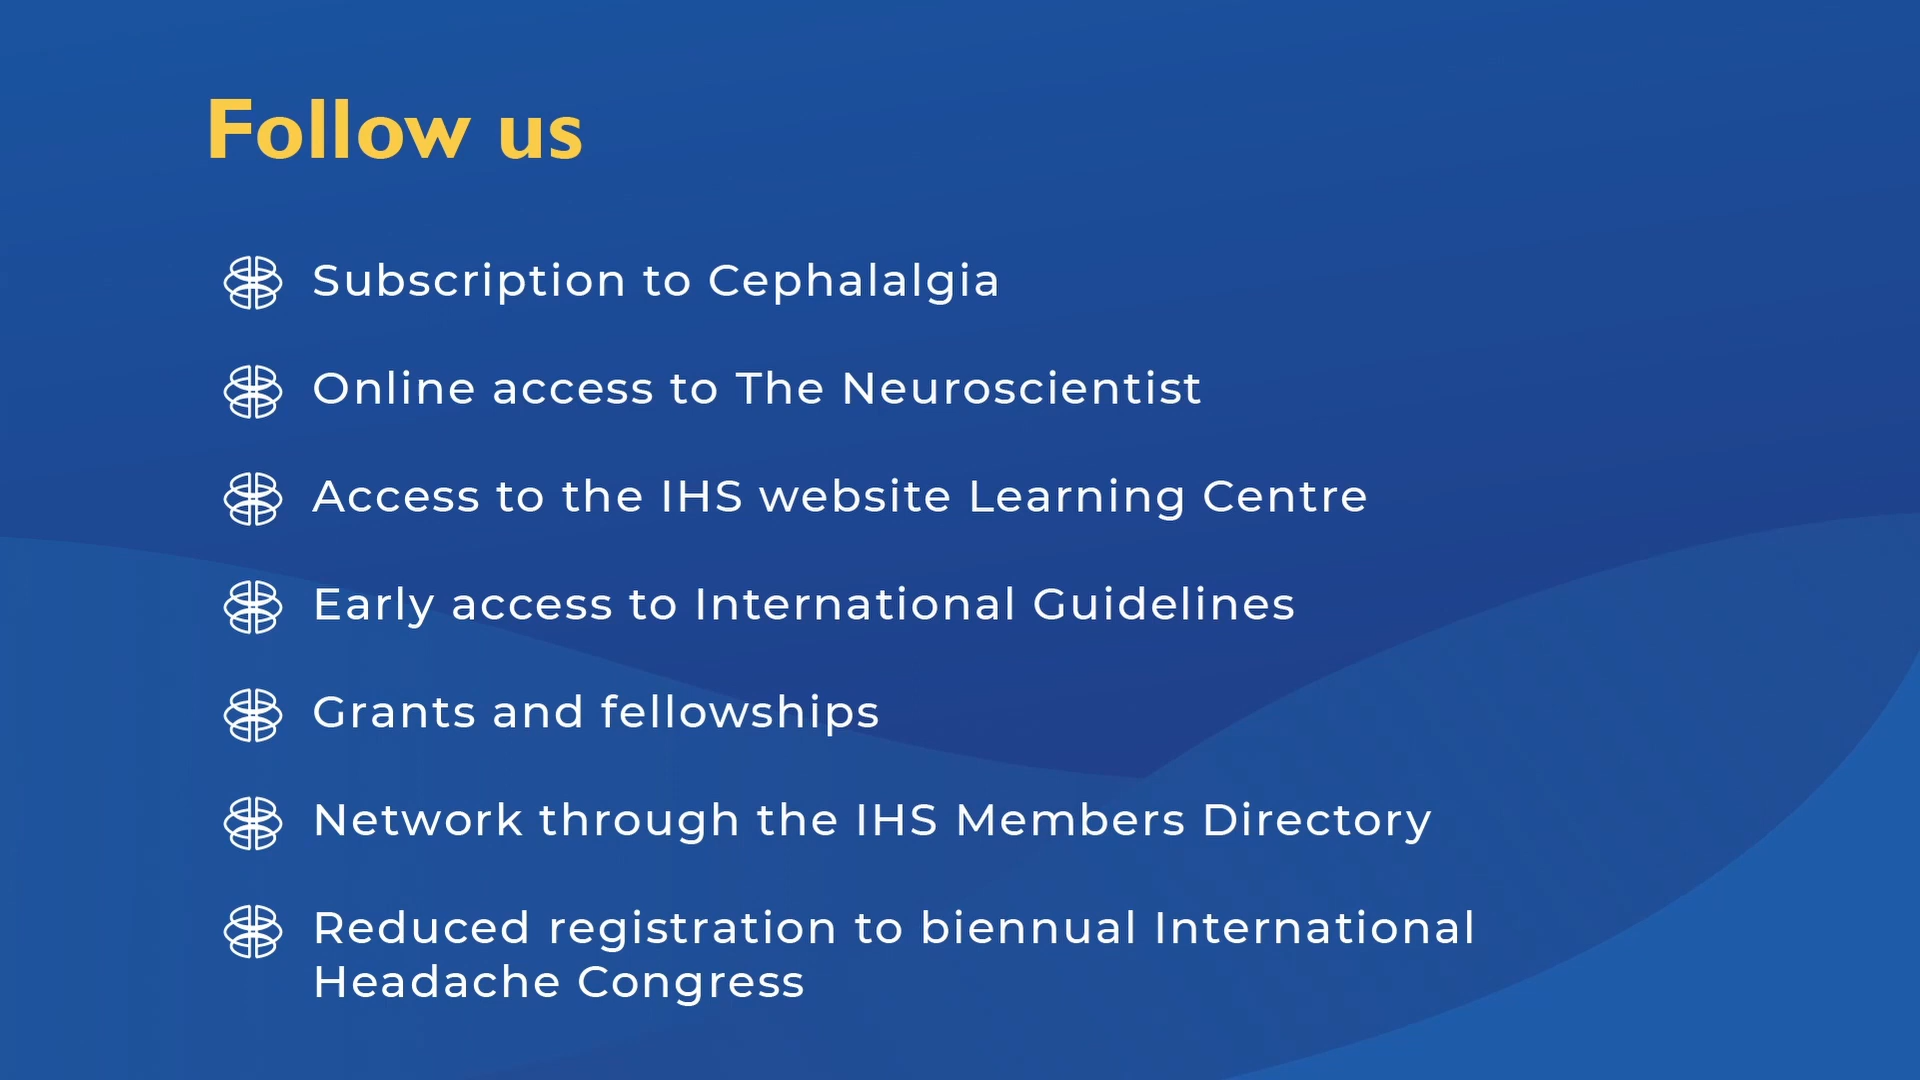 Follow us
Subscription to Cephalalgia
Online access to The Neuroscientist
Access to the IHS website Learning Centre
Early access to International Guidelines
Grants and fellowships
Network through the IHS Members Directory
Reduced registration to biennual International
Headache Congress